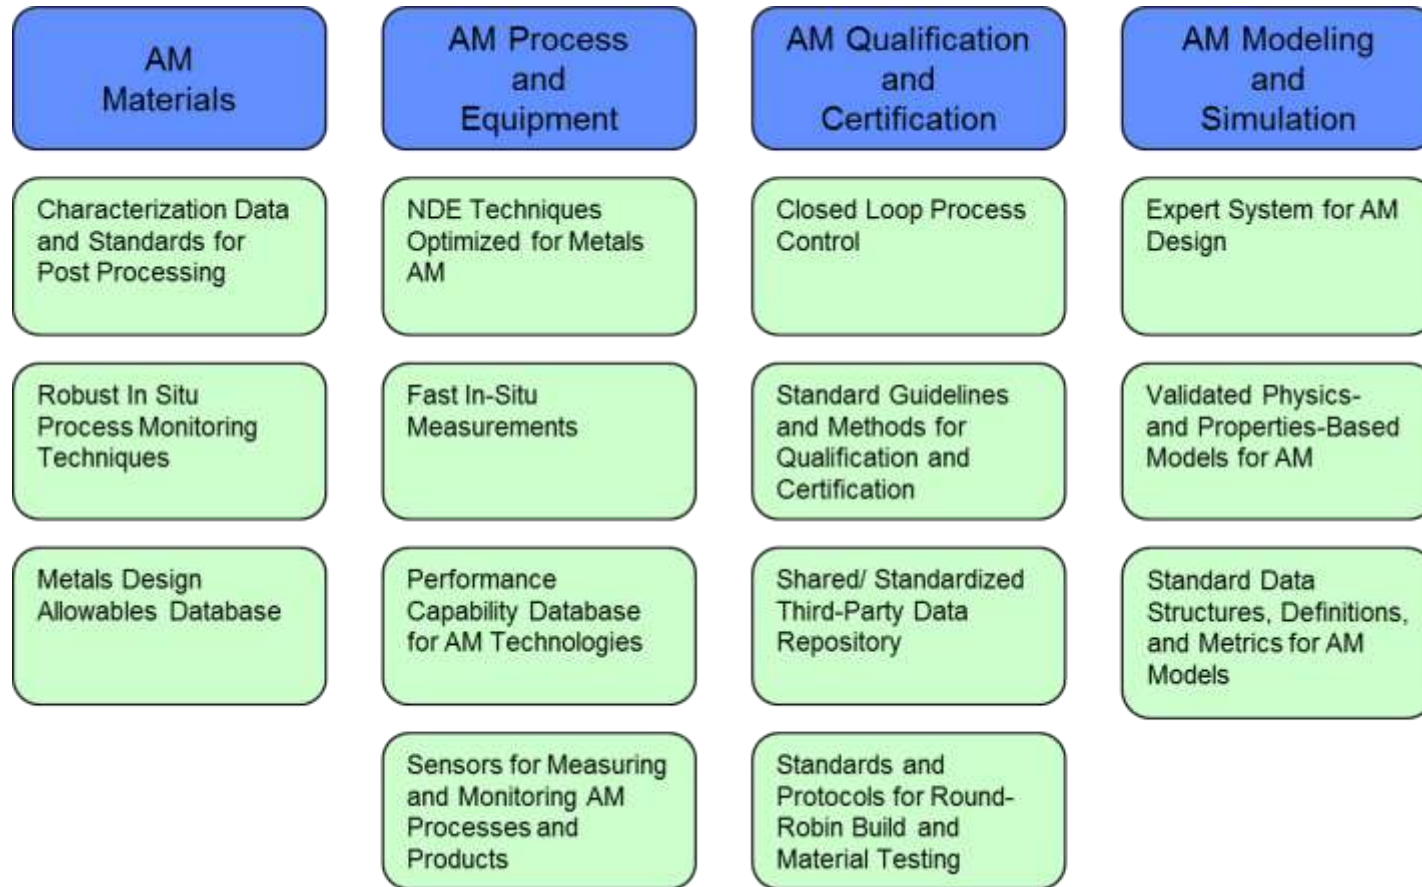 AM
Materials
AM Process
and
Equipment
AM Qualification
and
Certification
AM Modeling
and
Simulation
Characterization Data
and Standards for
Post Processing
NDE Techniques
Optimized for Metals
AM
Closed Loop Process
Control
Expert System for AM
Design
Robust In Situ
Process Monitoring
Techniques
Fast In-Situ
Measurements
Standard Guidelines
and Methods for
Qualification and
Certification
Validated Physics-
and Properties-Based
Models for AM
Metals Design
Allowables Database
Performance
Capability Database
for AM Technologies
Shared/ Standardized
Third-Party Data
Repository
Standard Data
Structures, Definitions,
and Metrics for AM
Models
Sensors for Measuring
and Monitoring AM
Processes and
Products
Standards and
Protocols for Round-
Robin Build and
Material Testing